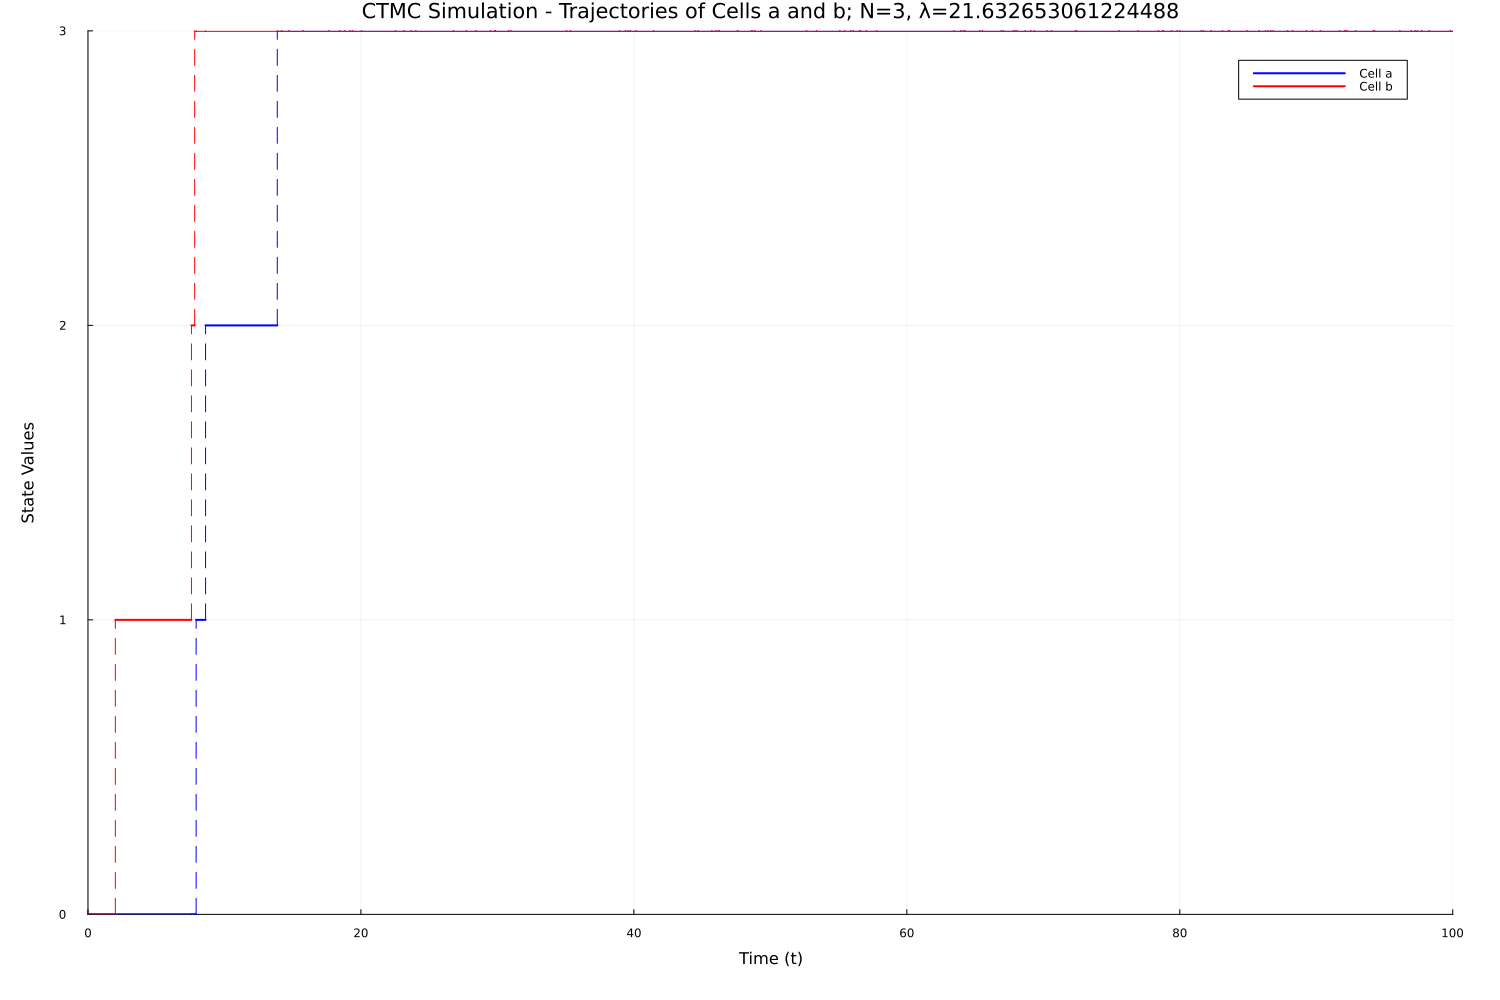 CTMC Simulation - Trajectories of Cells a and b; N=3, λ=21.632653061224488
3
Cell a
Cell b
2
State Values
1
0
0 20 40 60 80 100
Time (t)